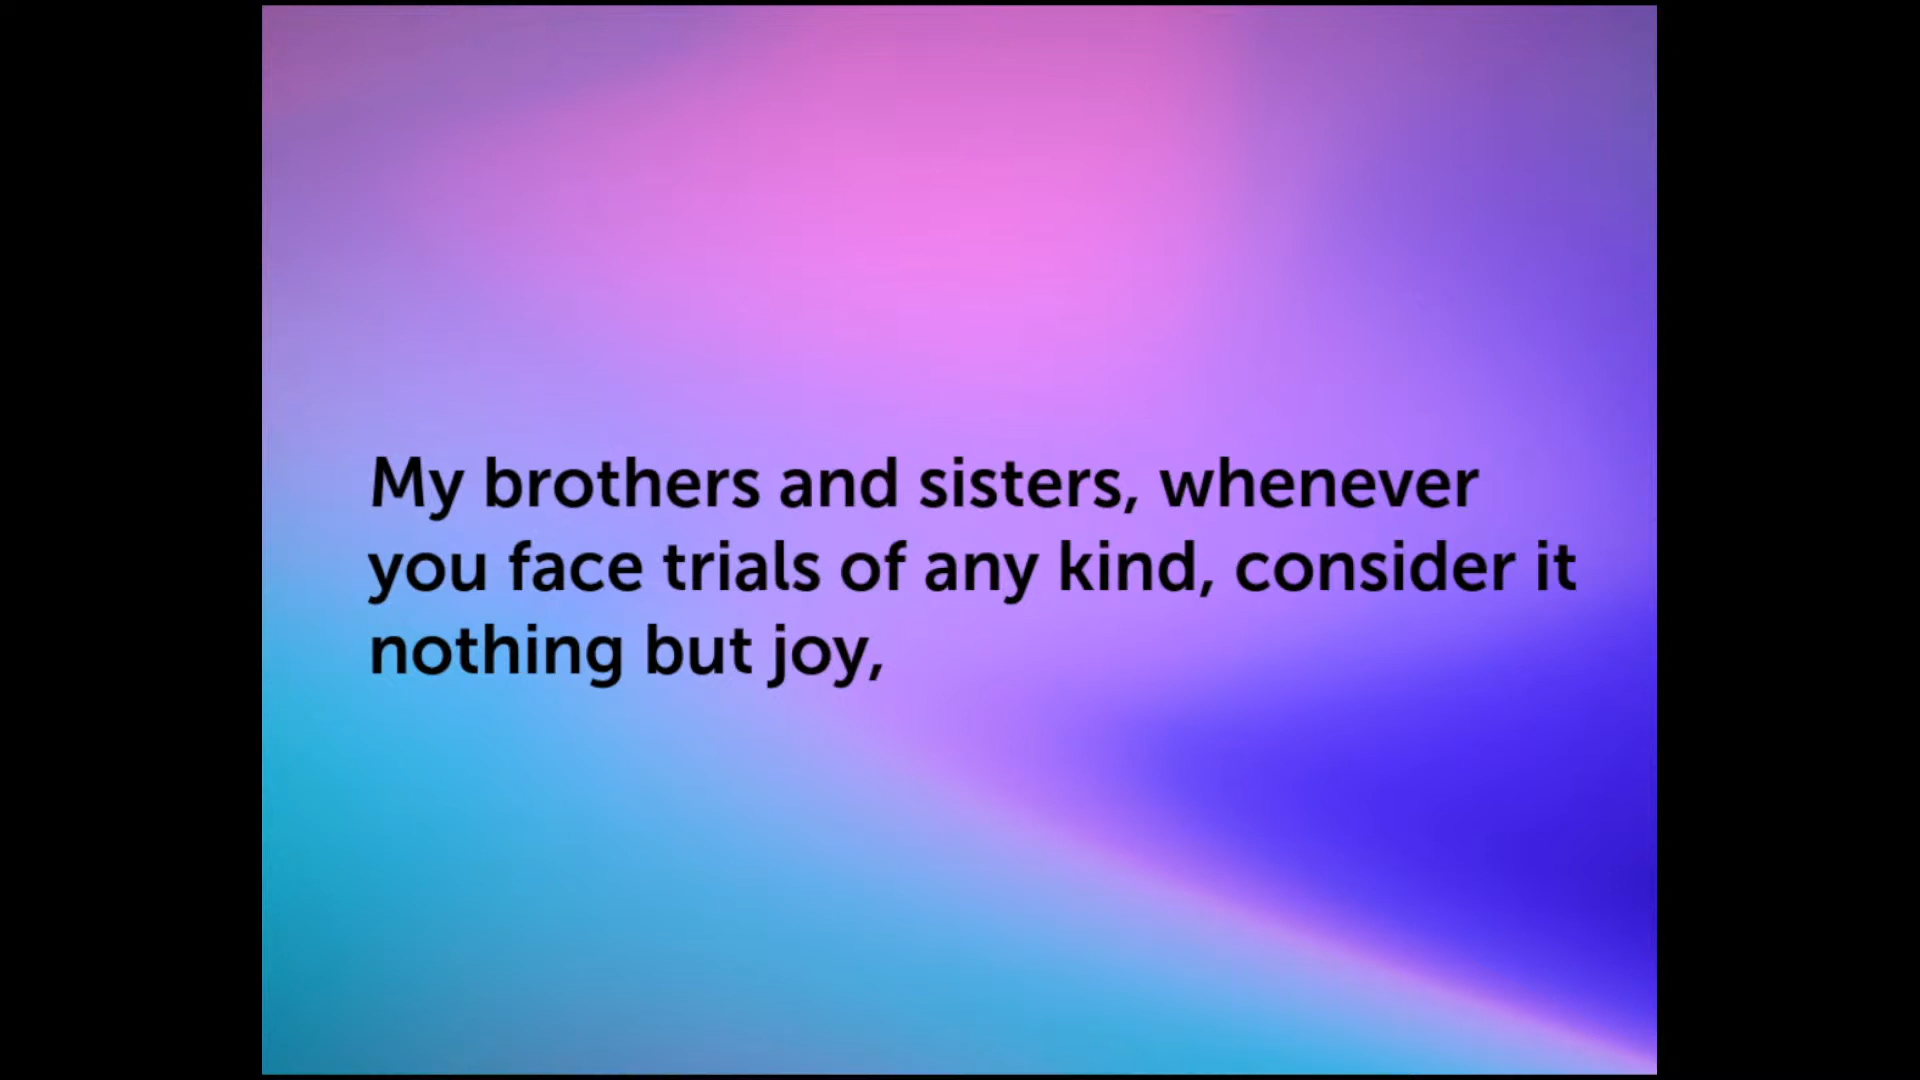 My brothers and sisters, whenever
you face trials of any kind, consider it
nothing but joy,